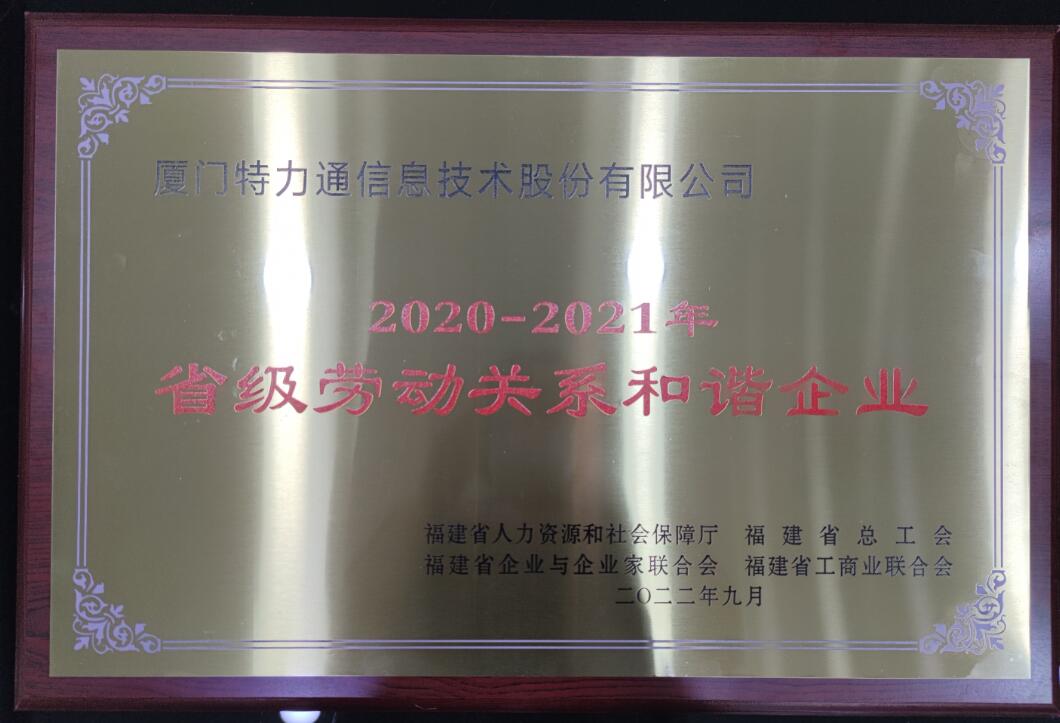 厦门特力通信息技术股份有限公司
2020-2021年
省级劳动关系和谐企业
福建省人力资源和社会保障厅 福建省总工会
福建省企业与企业家联合会 福建省工商业联合会
二〇二二年九月